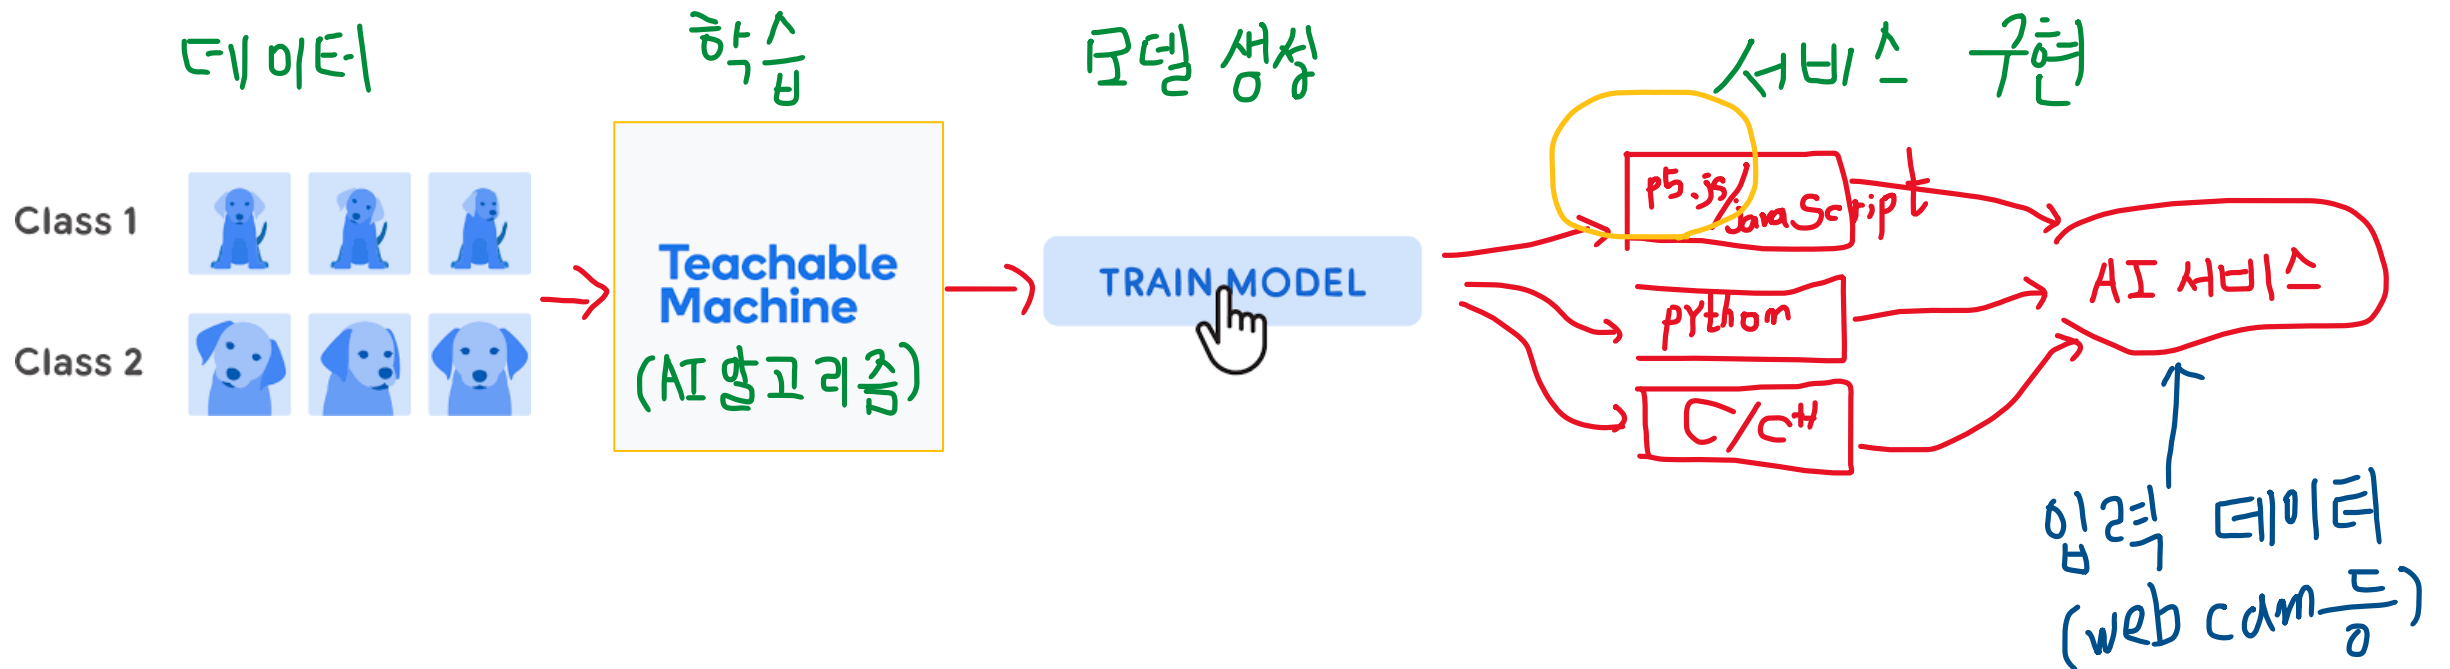 데이터
학습
모델 생성
서비스 구현
Class 1
Class 2
Teachable
Machine
(AI 알고리즘)
TRAIN MODEL
p5.js/
javaScript
python
C/C++
AI 서비스
입력 데이터
(web cam 등)